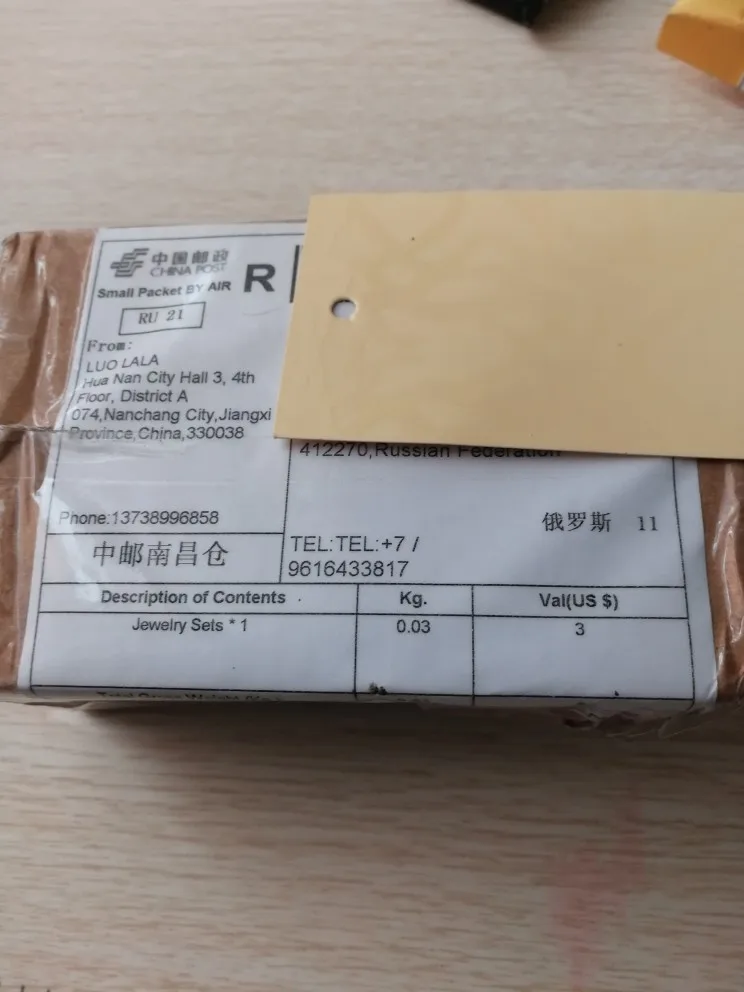 中国邮政
CHINA POST
Small Packet BY AIR
R
RU 21
From:
LUO LALA
Hua Nan City Hall 3, 4th
Floor, District A
074,Nanchang City,Jiangxi
Province,China,330038
Phone:13738996858
中邮南昌仓
412270,Russian Federation
俄罗斯 11
TEL:TEL:+7 /
9616433817
Description of Contents Kg. Val(US $)
Jewelry Sets * 1 0.03 3
Total Gross Weight